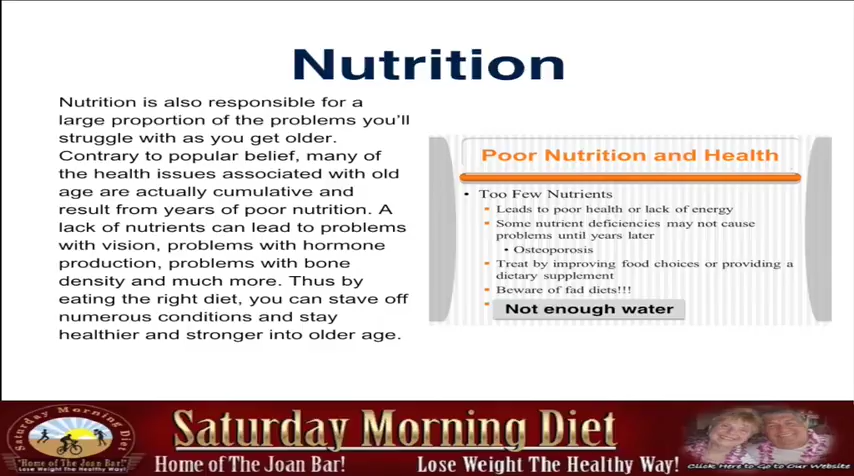 Nutrition
Nutrition is also responsible for a
large proportion of the problems you'll
struggle with as you get older.
Contrary to popular belief, many of
the health issues associated with old
age are actually cumulative and
result from years of poor nutrition. A
lack of nutrients can lead to problems
with vision, problems with hormone
production, problems with bone
density and much more. Thus by
eating the right diet, you can stave off
numerous conditions and stay
healthier and stronger into older age.
Poor Nutrition and Health
• Too Few Nutrients
Leads to poor health or lack of energy
Some nutrient deficiencies may not cause
problems until years later
• Osteoporosis
Treat by improving food choices or providing a
dietary supplement
Beware of fad diets!!!
Not enough water
Saturday Morning Diet
"Home of The Joan Bar!"
Lose Weight The Healthy Way!
Saturday Morning Diet
Home of The Joan Bar! Lose Weight The Healthy Way!
Click Here to Go to Our Website